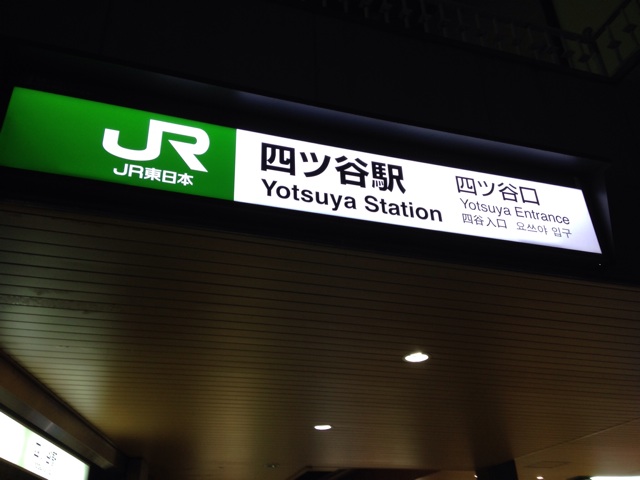 JR
JR東日本
四ツ谷駅
Yotsuya Station
四ツ谷口
Yotsuya Entrance
四谷入口 요쓰야 입구